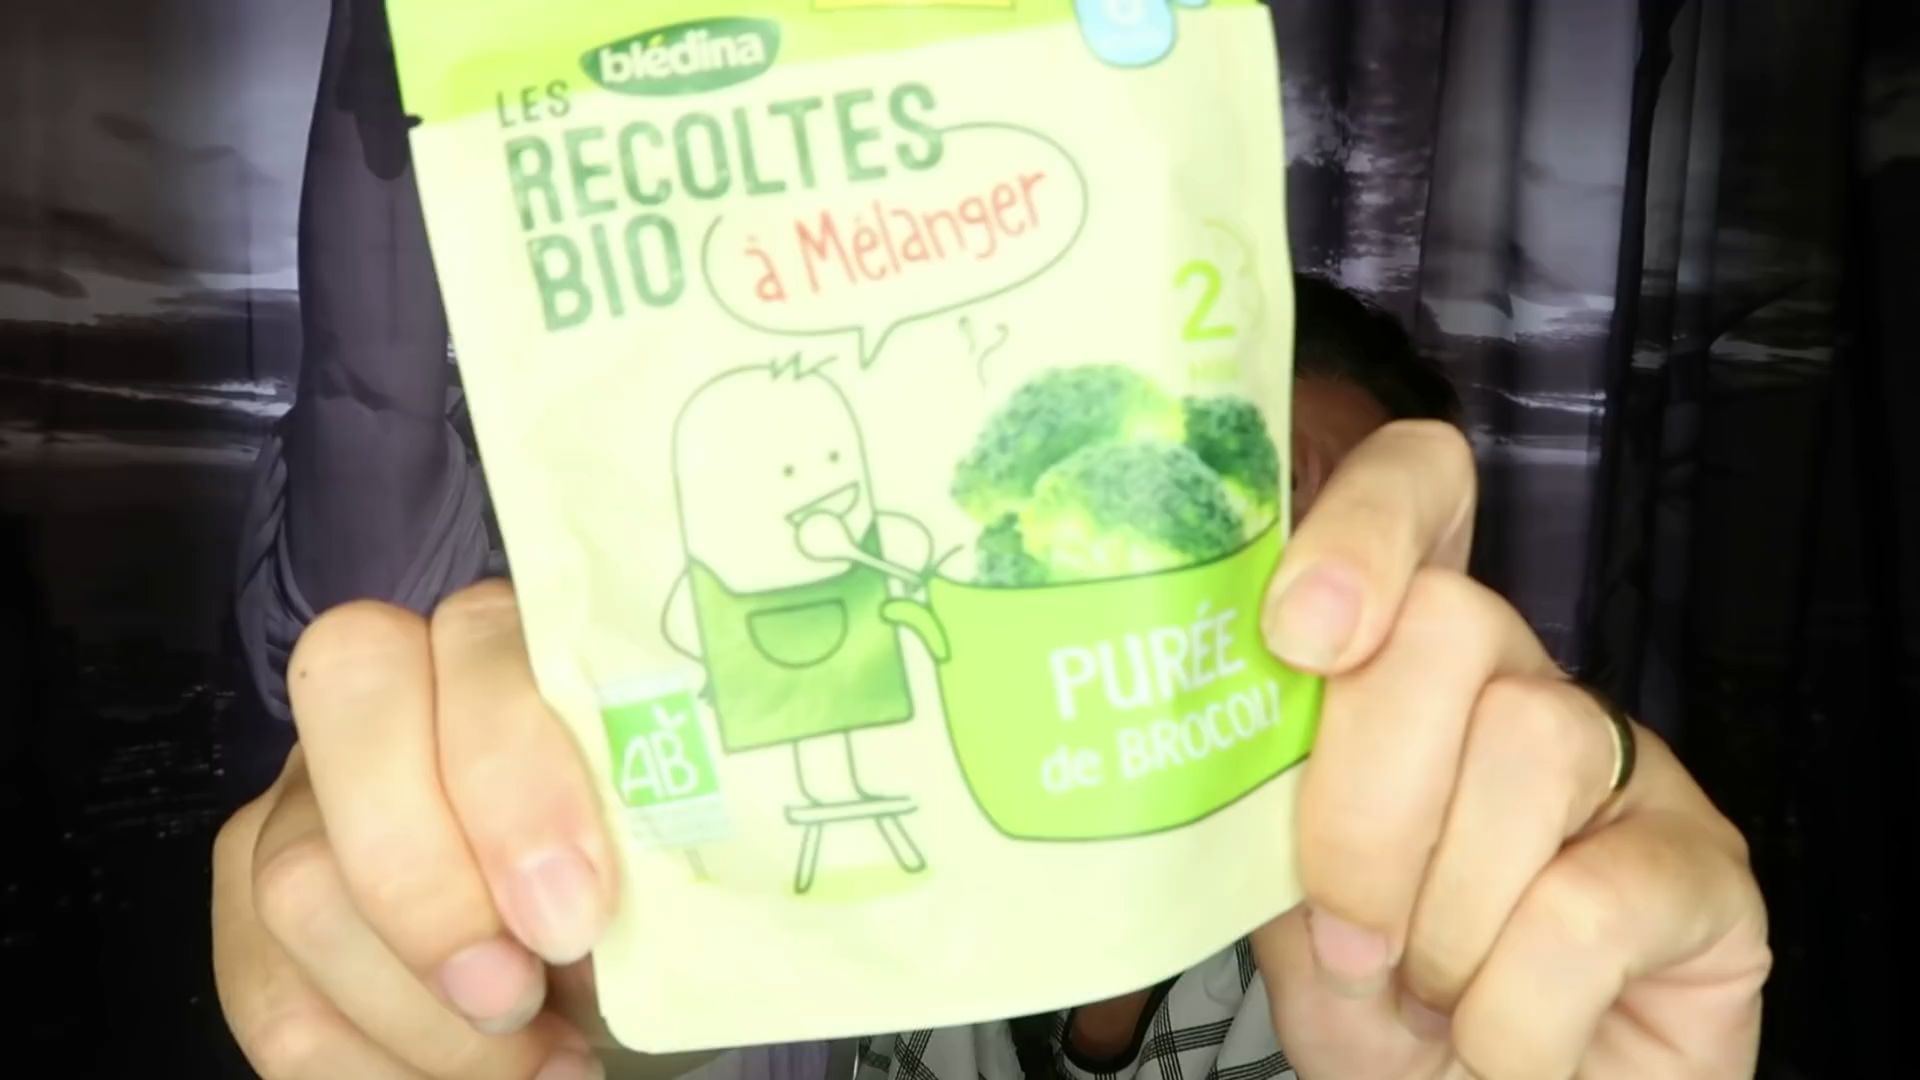 blédina
LES
RECOLTES
BIO
à Mélanger
2
PURÉE
de BROCOLI
AB